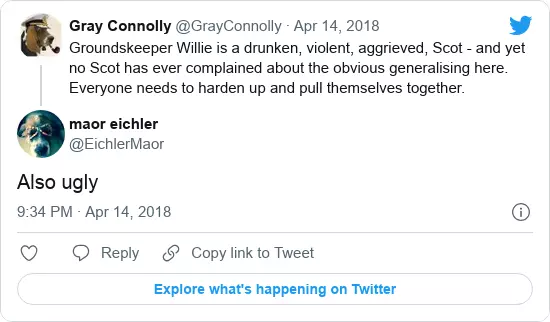 Gray Connolly @GrayConnolly · Apr 14, 2018
Groundskeeper Willie is a drunken, violent, aggrieved, Scot - and yet
no Scot has ever complained about the obvious generalising here.
Everyone needs to harden up and pull themselves together.
maor eichler
@EichlerMaor
Also ugly
9:34 PM · Apr 14, 2018
Reply Copy link to Tweet
Explore what's happening on Twitter